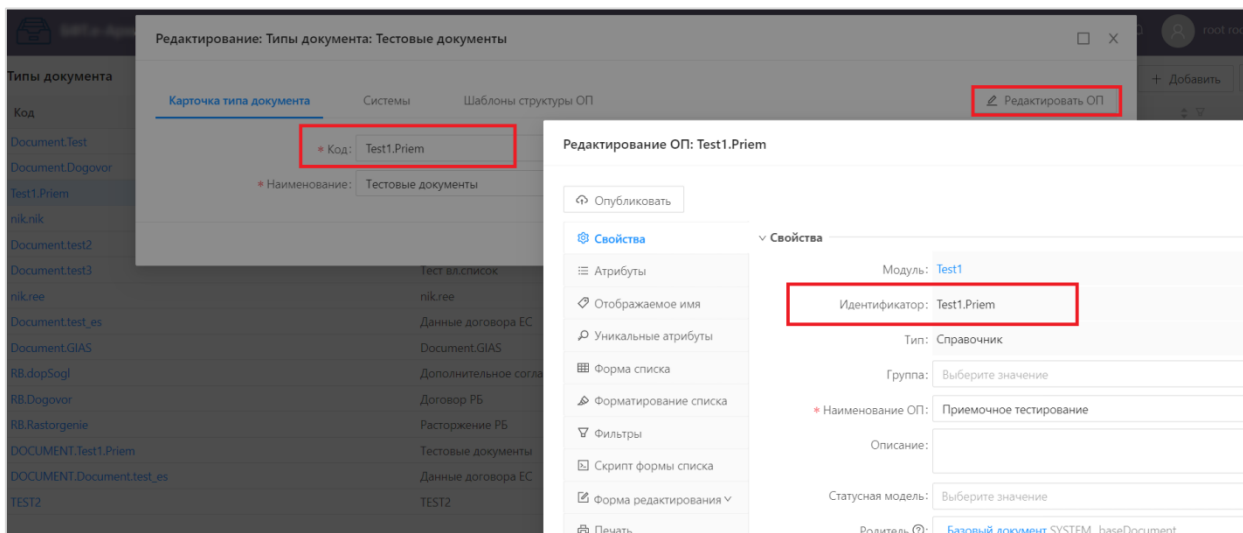 root roo
Редактирование: Типы документа: Тестовые документы
Типы документа
+ Добавить
Карточка типа документа Системы Шаблоны структуры ОП Редактировать ОП
Код
* Код: Test1.Priem
* Наименование: Тестовые документы
Document.Test
Document.Dogovor
Test1.Priem
nik.nik
Document.test2
Document.test3 Тест вл.список
nik.ree nik.ree
Document.test_es Данные договора ЕС
Document.GIAS Document.GIAS
RB.dopSogl Дополнительное согла
RB.Dogovor Договор РБ
RB.Rastorgenie Расторжение РБ
DOCUMENT.Test1.Priem Тестовые документы
DOCUMENT.Document.test_es Данные договора ЕС
TEST2 TEST2
Редактирование ОП: Test1.Priem
Опубликовать
Свойства
Атрибуты
Отображаемое имя
Уникальные атрибуты
Форма списка
Форматирование списка
Фильтры
Скрипт формы списка
Форма редактирования
Печать
Свойства
Модуль: Test1
Идентификатор: Test1.Priem
Тип: Справочник
Группа: Выберите значение
* Наименование ОП: Приемочное тестирование
Описание:
Статусная модель: Выберите значение
Родитель ?: Базовый документ SYSTEM_baseDocument